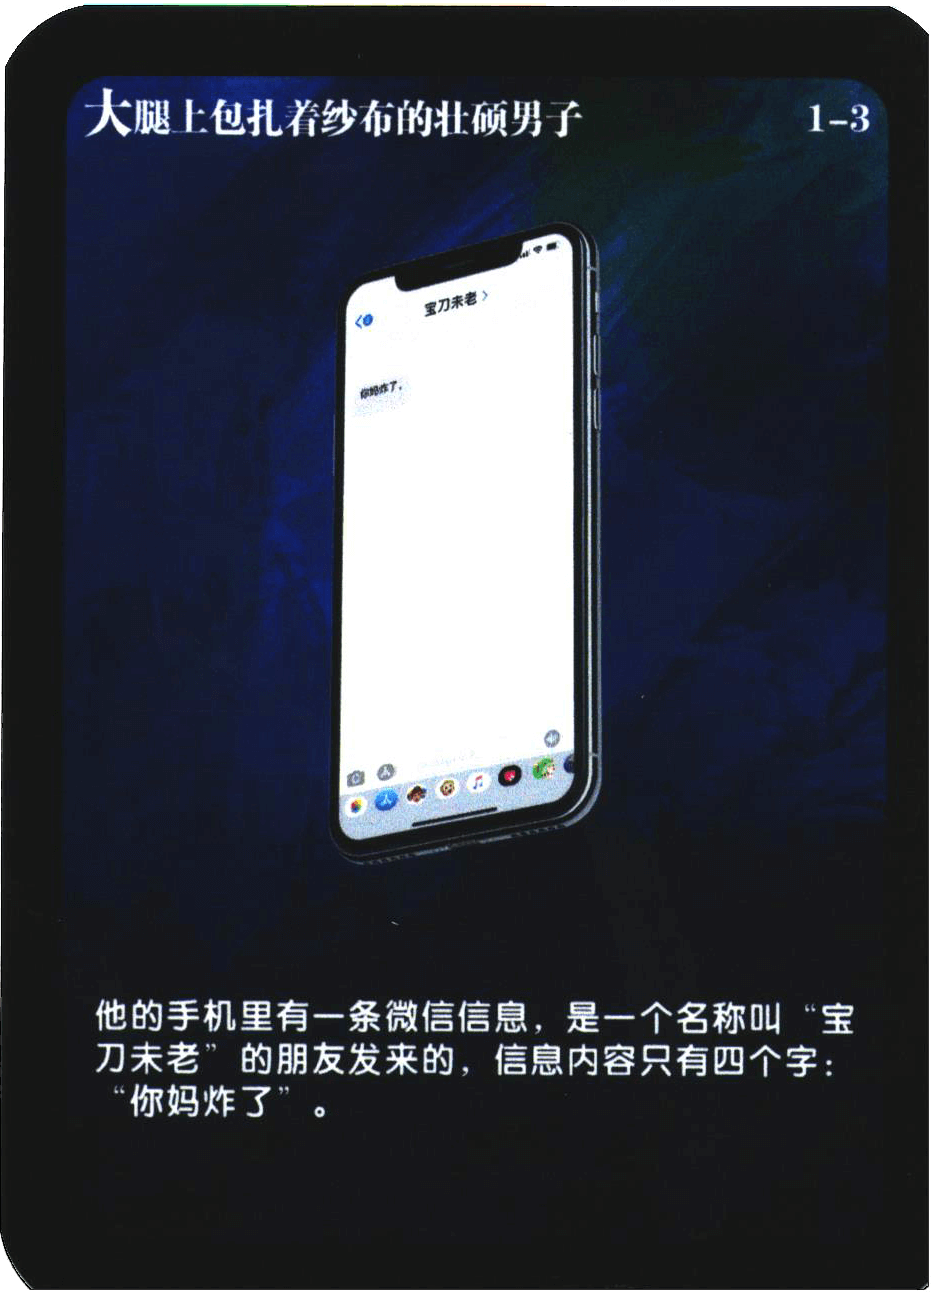 大腿上包扎着纱布的壮硕男子
1-3
宝刀未老 >
你妈炸了。
他的手机里有一条微信信息，是一个名称叫“宝
刀未老”的朋友发来的，信息内容只有四个字：
“你妈炸了”。